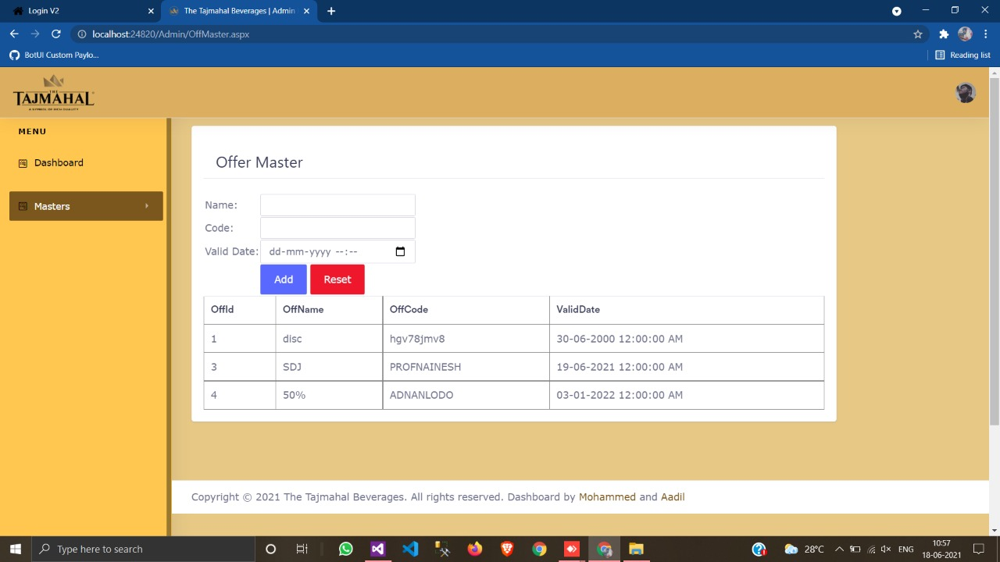 Login V2
The Tajmahal Beverages | Admin
localhost:24820/Admin/OffMaster.aspx
BotUI Custom Paylo...
Reading list
THE
TAJMAHAL
MENU
Dashboard
Masters
Offer Master
Name:
Code:
Valid Date: dd-mm-yyyy --:--
Add Reset
OffId OffName OffCode ValidDate
1 disc hgv78jmv8 30-06-2000 12:00:00 AM
3 SDJ PROFNAINESH 19-06-2021 12:00:00 AM
4 50% ADNANLODO 03-01-2022 12:00:00 AM
Copyright © 2021 The Tajmahal Beverages. All rights reserved. Dashboard by Mohammed and Aadil
Type here to search
28°C
ENG
10:57
18-06-2021